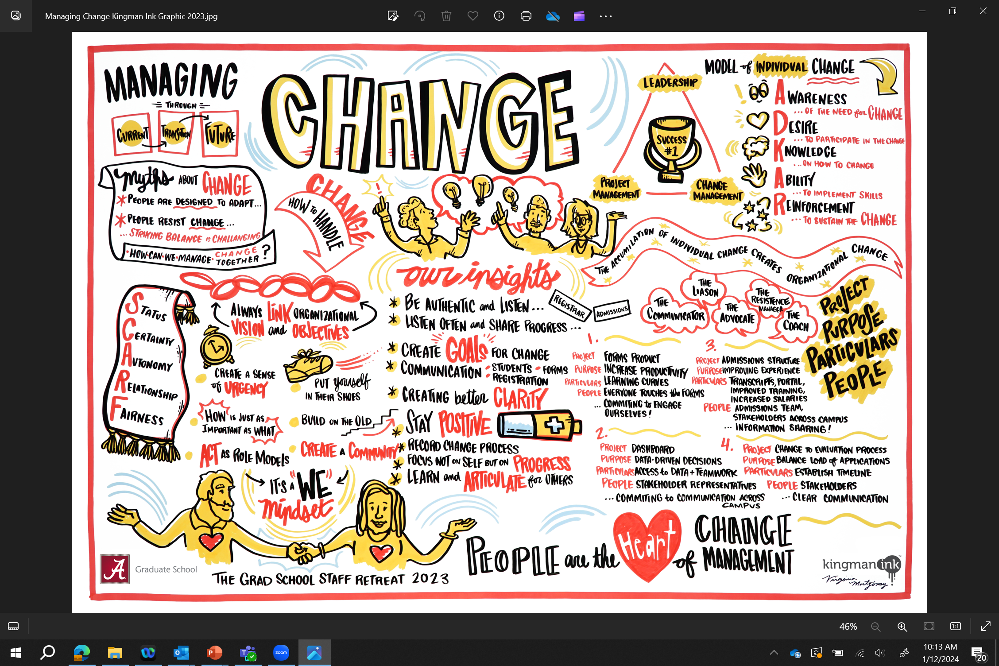 Managing Change Kingman Ink Graphic 2023.jpg
MANAGING
THROUGH
CURRENT
TRANSITION
FUTURE
CHANGE
Myths ABOUT CHANGE
* PEOPLE ARE DESIGNED TO ADAPT...
* PEOPLE RESIST CHANGE...
... STRIKING BALANCE is CHALLANGING
• HOW • CAN • WE • MANAGE • CHANGE TOGETHER ?
HOW TO HANDLE
CHANGE
LEADERSHIP
SUCCESS
#1
PROJECT
MANAGEMENT
CHANGE
MANAGEMENT
MODEL of INDIVIDUAL CHANGE
AWARENESS
... OF THE NEED for CHANGE
DESIRE
... TO PARTICIPATE IN THE CHANGE
KNOWLEDGE
... ON HOW TO CHANGE
ABILITY
... TO IMPLEMENT SKILLS
REINFORCEMENT
... TO SUSTAIN THE CHANGE
THE ACCUMILATION OF INDIVIDUAL CHANGE CREATES ORGANIZATIONAL CHANGE
STATUS
CERTAINTY
AUTONOMY
RELATIONSHIP
FAIRNESS
ALWAYS LINK ORGANIZATIONAL
VISION and OBJECTIVES
CREATE A SENSE
of URGENCY
PUT yourself
IN THEIR SHOES
HOW IS JUST AS
IMPORTANT AS WHAT
BUILD ON THE OLD
ACT AS ROLE MODELS
CREATE A COMMUNITY
IT'S A "WE"
mindset
our insights
* BE AUTHENTIC and LISTEN...
* LISTEN OFTEN and SHARE PROGRESS...
REGISTRAR
ADMISSIONS
* CREATE GOALS FOR CHANGE
* COMMUNICATION : STUDENTS • FORMS
REGISTRATION
* CREATING better CLARITY
* STAY POSITIVE
* RECORD CHANGE PROCESS
* FOCUS NOT ON SELF BUT ON PROGRESS
* LEARN and ARTICULATE for OTHERS
THE
COMMUNICATOR
THE
LIASON
THE
ADVOCATE
THE
RESISTENCE
MANAGER
THE
COACH
PROJECT
PURPOSE
PARTICULARS
PEOPLE
1.
PROJECT FORMS PRODUCT
PURPOSE INCREASE PRODUCTIVITY
PARTICULARS LEARNING CURVES
PEOPLE EVERYONE TOUCHES the FORMS
... COMMITING to ENGAGE
OURSELVES!
2.
PROJECT DASHBOARD
PURPOSE DATA-DRIVEN DECISIONS
PARTICULARS ACCESS to DATA + TEAMWORK
PEOPLE STAKEHOLDER REPRESENTATIVES
... COMMITING to COMMUNICATION ACROSS
CAMPUS
3.
PROJECT ADMISSIONS STRUCTURE
PURPOSE IMPROVING EXPERIENCE
PARTICULARS TRANSCRIPTS, PORTAL,
IMPROVED TRAINING,
INCREASED SALARIES
PEOPLE ADMISSIONS TEAM,
STAKEHOLDERS ACROSS CAMPUS
... INFORMATION SHARING!
4.
PROJECT CHANGE TO EVALUATION PROCESS
PURPOSE BALANCE LOAD of APPLICATIONS
PARTICULARS ESTABLISH TIMELINE
PEOPLE STAKEHOLDERS
... CLEAR COMMUNICATION
PEOPLE are the Heart of CHANGE
MANAGEMENT
A
Graduate School
THE GRAD SCHOOL STAFF RETREAT 2023
kingman ink™
Virginia
Montgomery
46%
1:1
zoom
10:13 AM
1/12/2024
20